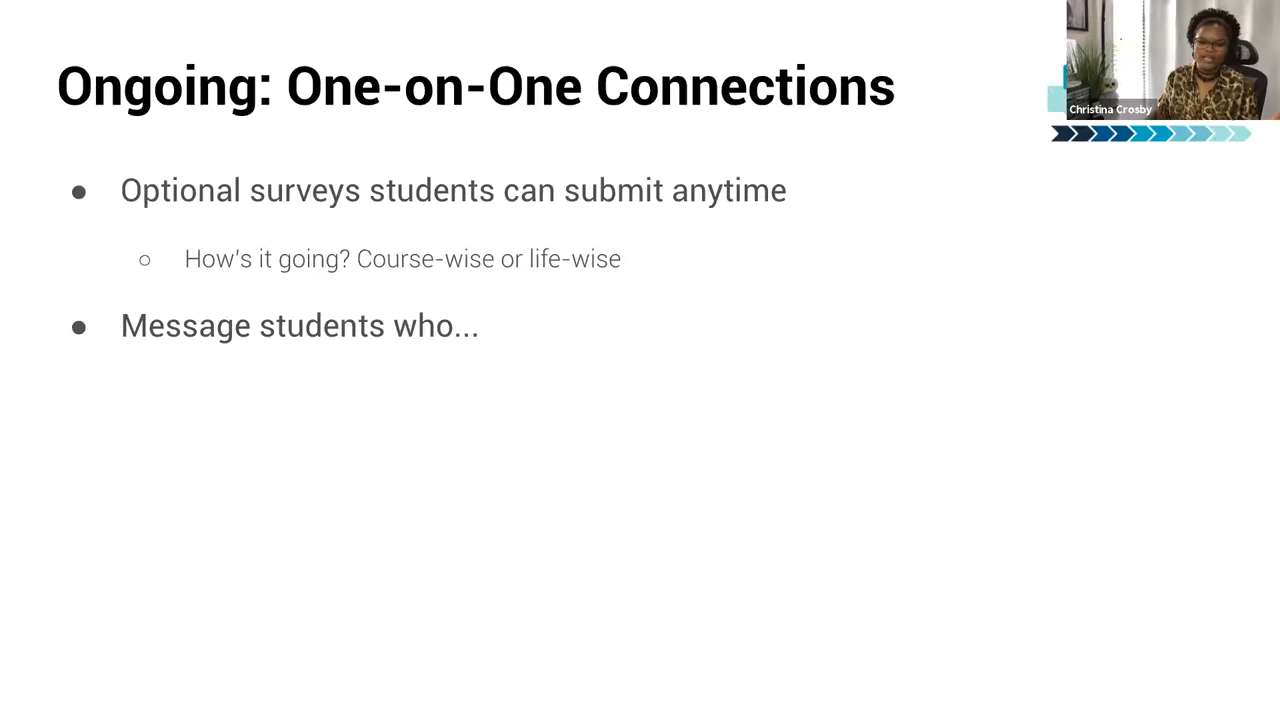 Ongoing: One-on-One Connections
Christina Crosby
● Optional surveys students can submit anytime
○ How's it going? Course-wise or life-wise
● Message students who...